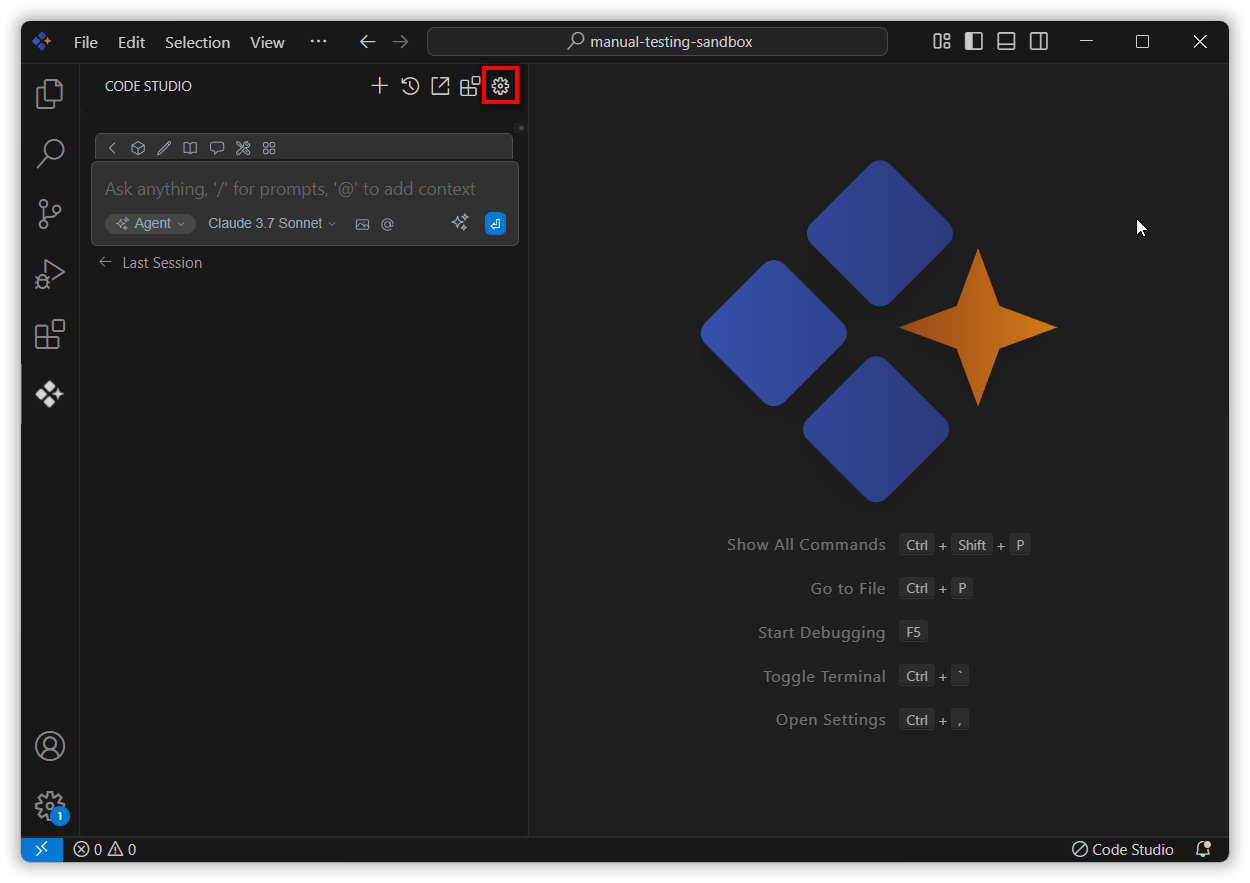 File Edit Selection View ··· manual-testing-sandbox
CODE STUDIO
Ask anything, '/' for prompts, '@' to add context
Agent Claude 3.7 Sonnet @
Last Session
Show All Commands Ctrl + Shift + P
Go to File Ctrl + P
Start Debugging F5
Toggle Terminal Ctrl + `
Open Settings Ctrl + ,
1
0 0 Code Studio